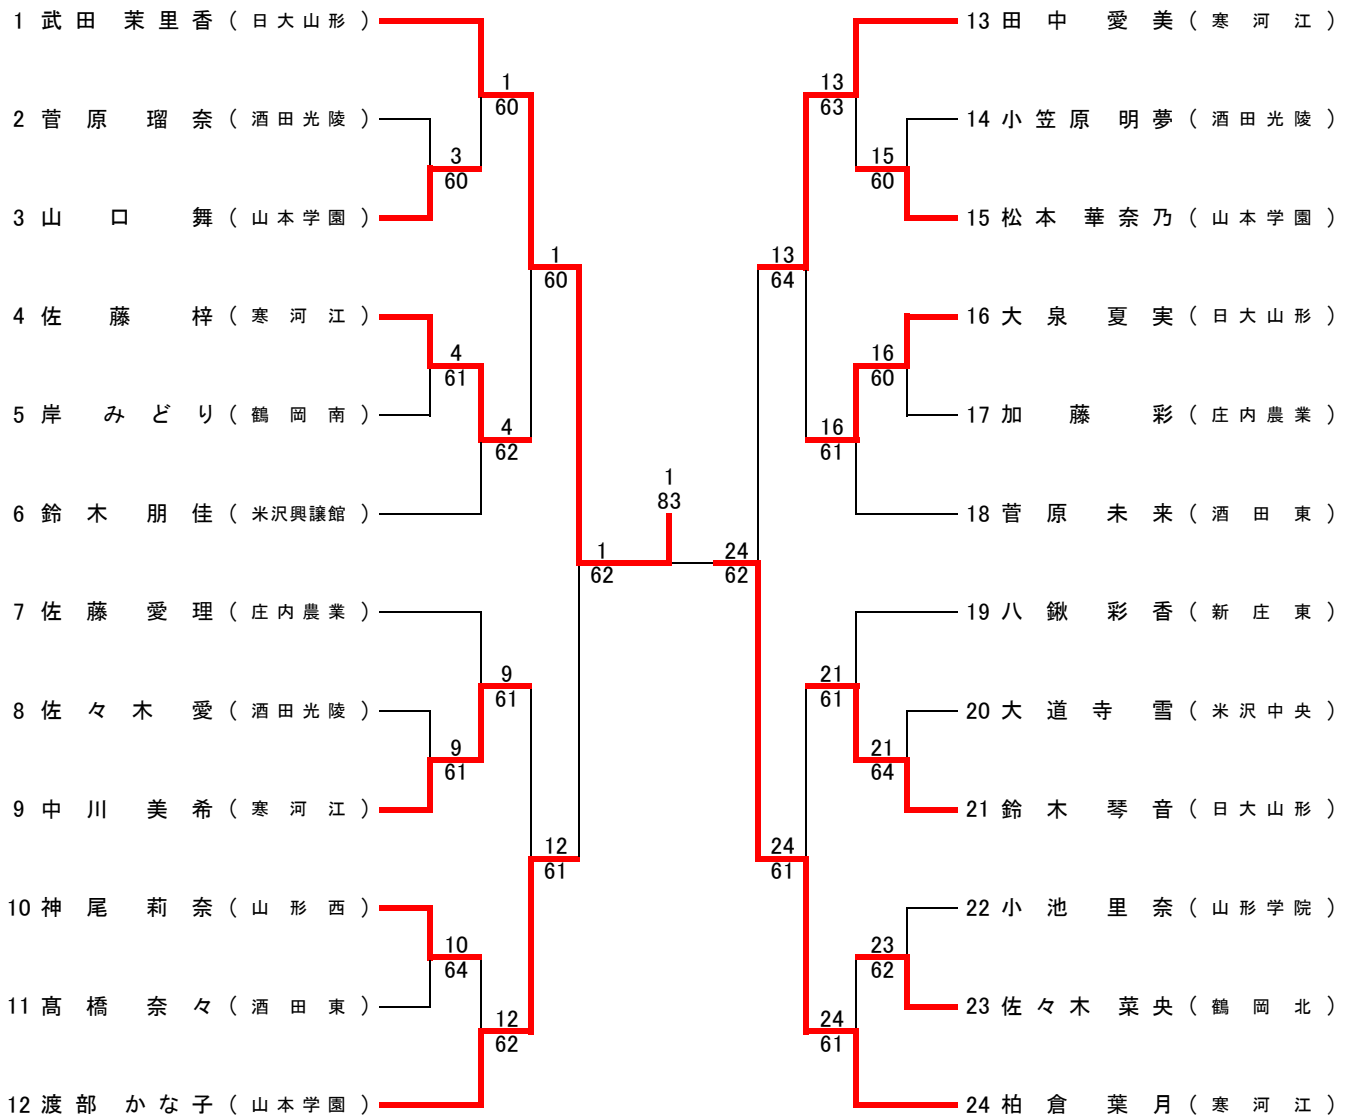 1 武田 茉里香 ( 日大山形 )
1
60
2 菅原 瑠奈 ( 酒田光陵 )
3
60
3 山口 舞 ( 山本学園 )
1
60
4 佐藤 梓 ( 寒河江 )
4
61
5 岸 みどり ( 鶴岡南 )
4
62
6 鈴木 朋佳 ( 米沢興譲館 )
1
62
7 佐藤 愛理 ( 庄内農業 )
9
61
8 佐々木 愛 ( 酒田光陵 )
9
61
9 中川 美希 ( 寒河江 )
12
61
10 神尾 莉奈 ( 山形西 )
10
64
11 髙橋 奈々 ( 酒田東 )
12
62
12 渡部 かな子 ( 山本学園 )
1
83
13 田中 愛美 ( 寒河江 )
13
63
14 小笠原 明夢 ( 酒田光陵 )
15
60
15 松本 華奈乃 ( 山本学園 )
13
64
16 大泉 夏実 ( 日大山形 )
16
60
17 加藤 彩 ( 庄内農業 )
16
61
18 菅原 未来 ( 酒田東 )
24
62
19 八鍬 彩香 ( 新庄東 )
21
61
20 大道寺 雪 ( 米沢中央 )
21
64
21 鈴木 琴音 ( 日大山形 )
24
61
22 小池 里奈 ( 山形学院 )
23
62
23 佐々木 菜央 ( 鶴岡北 )
24
61
24 柏倉 葉月 ( 寒河江 )